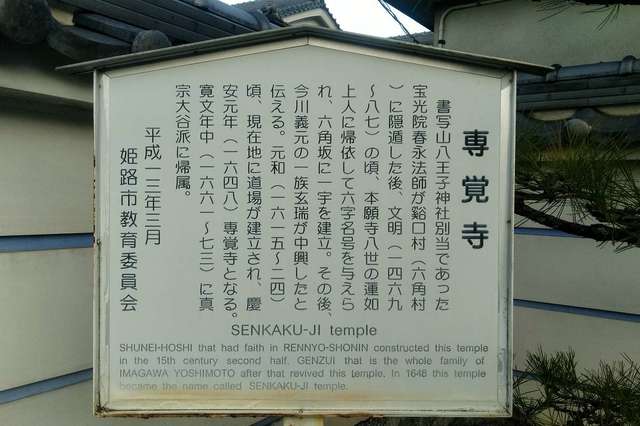 専覚寺
書写山八王子神社別当であった
宝光院春永法師が谿口村（六角村
）に隠遁した後、文明（一四六九
～八七）の頃、本願寺八世の蓮如
上人に帰依して六字名号を与えら
れ、六角坂に一宇を建立。その後、
今川義元の一族玄瑞が中興したと
伝える。元和（一六一五～二四）
頃、現在地に道場が建立され、慶
安元年（一六四八）専覚寺となる。
寛文年中（一六六一～七三）に真
宗大谷派に帰属。
平成一三年三月
姫路市教育委員会
SENKAKU-JI temple
SHUNEI-HOSHI that had faith in RENNYO-SHONIN constructed this temple
in the 15th century second half. GENZUI that is the whole family of
IMAGAWA YOSHIMOTO after that revived this temple. In 1648 this temple
became the name called SENKAKU-JI temple.